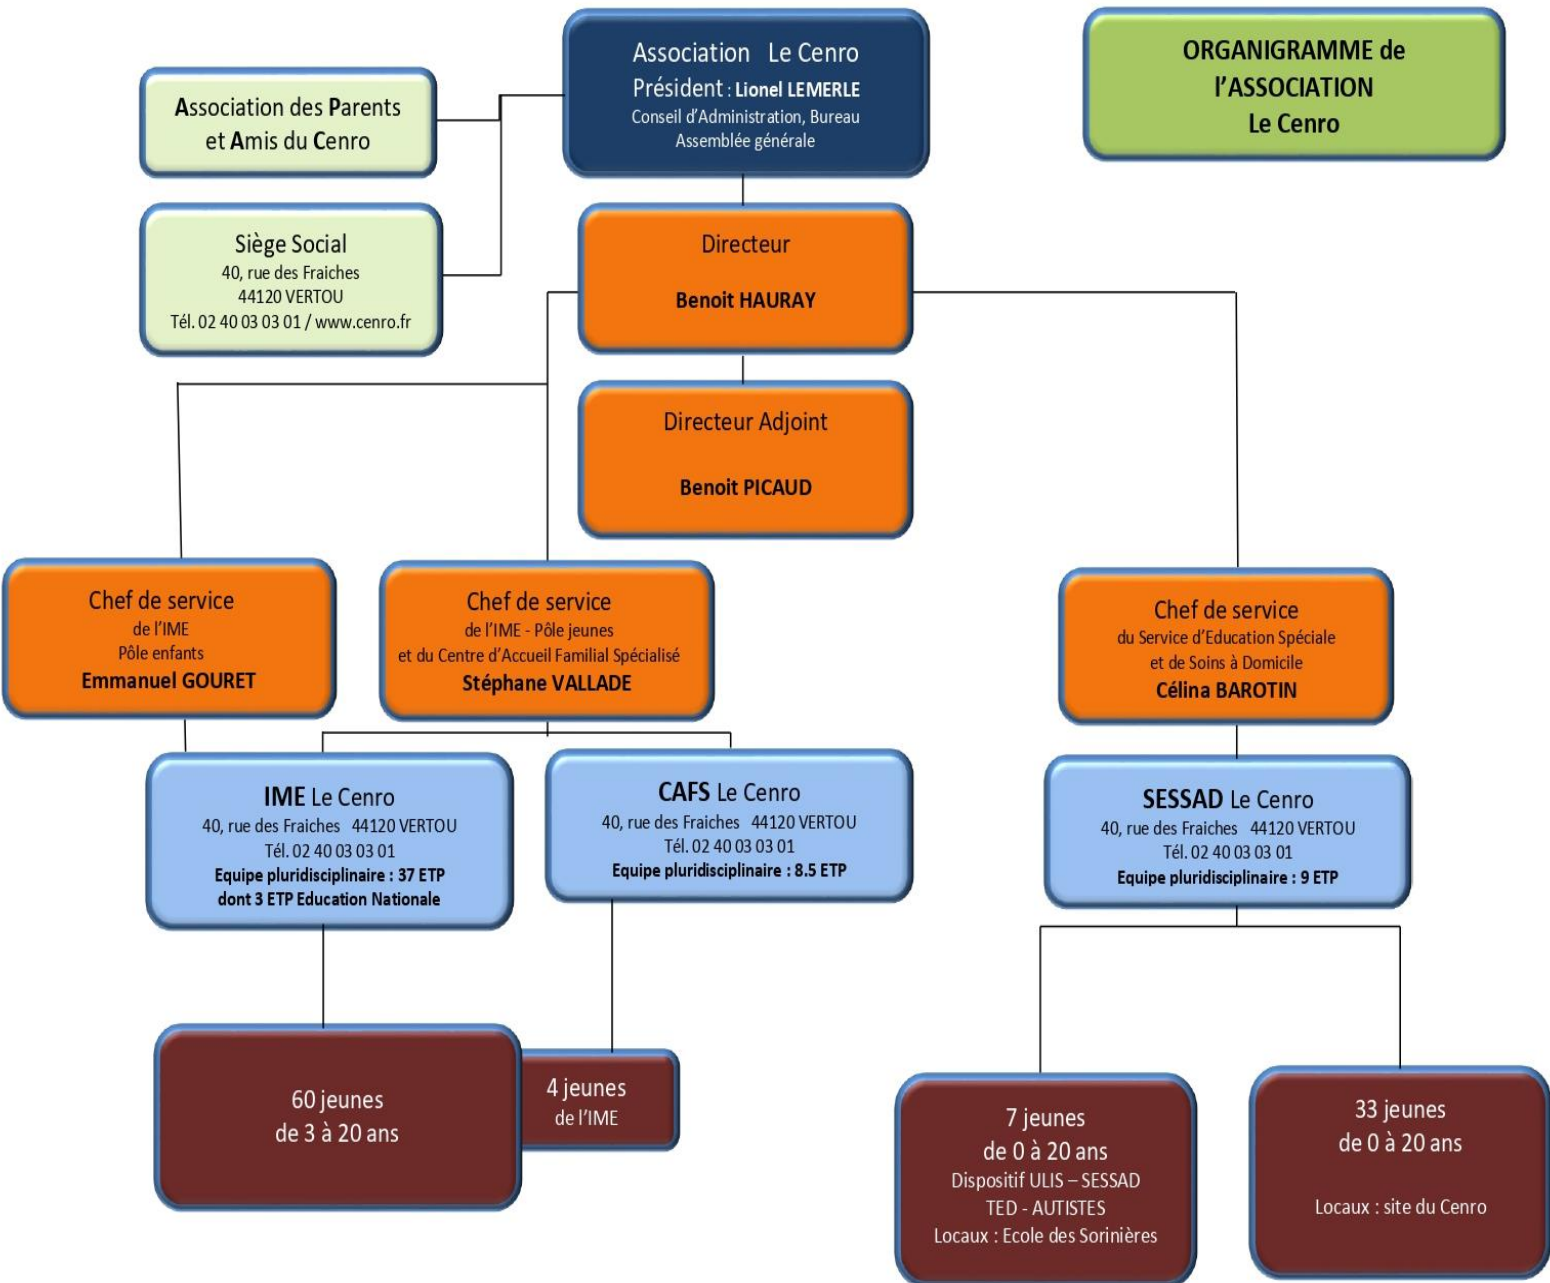 Association Le Cenro
Président : Lionel LEMERLE
Conseil d'Administration, Bureau
Assemblée générale
ORGANIGRAMME de
l'ASSOCIATION
Le Cenro
Association des Parents
et Amis du Cenro
Siège Social
40, rue des Fraiches
44120 VERTOU
Tél. 02 40 03 03 01 / www.cenro.fr
Directeur
Benoit HAURAY
Directeur Adjoint
Benoit PICAUD
Chef de service
de l'IME
Pôle enfants
Emmanuel GOURET
Chef de service
de l'IME - Pôle jeunes
et du Centre d'Accueil Familial Spécialisé
Stéphane VALLADE
Chef de service
du Service d'Education Spéciale
et de Soins à Domicile
Célina BAROTIN
IME Le Cenro
40, rue des Fraiches 44120 VERTOU
Tél. 02 40 03 03 01
Equipe pluridisciplinaire : 37 ETP
dont 3 ETP Education Nationale
CAFS Le Cenro
40, rue des Fraiches 44120 VERTOU
Tél. 02 40 03 03 01
Equipe pluridisciplinaire : 8.5 ETP
SESSAD Le Cenro
40, rue des Fraiches 44120 VERTOU
Tél. 02 40 03 03 01
Equipe pluridisciplinaire : 9 ETP
60 jeunes
de 3 à 20 ans
4 jeunes
de l'IME
7 jeunes
de 0 à 20 ans
Dispositif ULIS – SESSAD
TED - AUTISTES
Locaux : Ecole des Sorinières
33 jeunes
de 0 à 20 ans
Locaux : site du Cenro